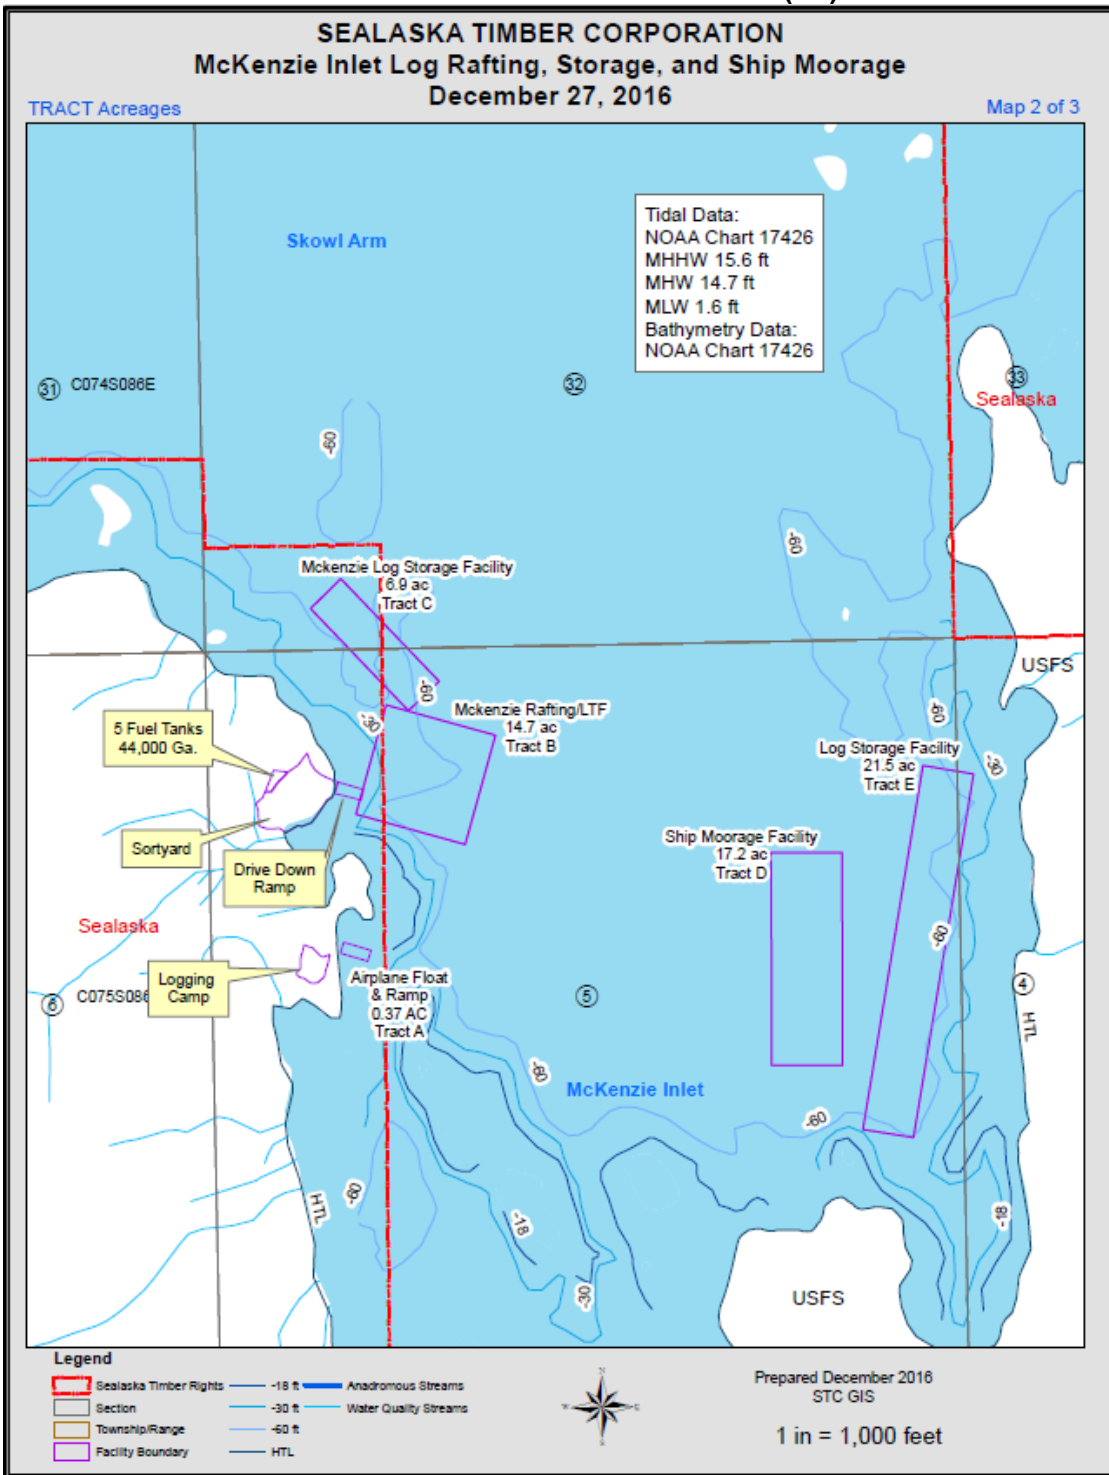 SEALASKA TIMBER CORPORATION
McKenzie Inlet Log Rafting, Storage, and Ship Moorage
December 27, 2016
TRACT Acreages
Map 2 of 3
Tidal Data:
NOAA Chart 17426
MHHW 15.6 ft
MHW 14.7 ft
MLW 1.6 ft
Bathymetry Data:
NOAA Chart 17426
Skowl Arm
31
C074S086E
32
33
Sealaska
-60
-60
Mckenzie Log Storage Facility
6.9 ac
Tract C
USFS
-60
-30
Mckenzie Rafting/LTF
14.7 ac
Tract B
-60
5 Fuel Tanks
44,000 Ga.
Log Storage Facility
21.5 ac
Tract E
-30
Sortyard
Drive Down
Ramp
Ship Moorage Facility
17.2 ac
Tract D
Sealaska
-60
Logging
Camp
Airplane Float
& Ramp
0.37 AC
Tract A
6
C075S086
5
4
HTL
-60
McKenzie Inlet
-60
-60
HTL
-18
-18
-30
USFS
Legend
Sealaska Timber Rights
-18 ft
Anadromous Streams
Section
-30 ft
Water Quality Streams
Township/Range
-60 ft
Facility Boundary
HTL
N
W
E
S
Prepared December 2016
STC GIS
1 in = 1,000 feet